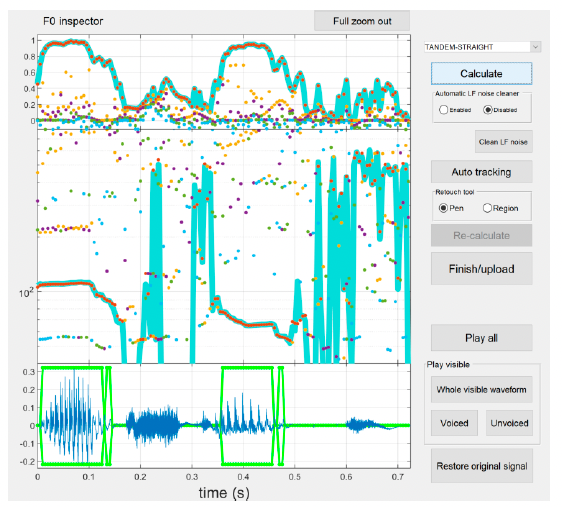 F0 inspector
Full zoom out
1
0.8
0.6
0.4
0.2
0
10²
0.3
0.2
0.1
0
-0.1
-0.2
0
0.1
0.2
0.3
0.4
0.5
0.6
0.7
time (s)
TANDEM-STRAIGHT
Calculate
Automatic LF noise cleaner
Enabled
Disabled
Clean LF noise
Auto tracking
Retouch tool
Pen
Region
Re-calculate
Finish/upload
Play all
Play visible
Whole visible waveform
Voiced
Unvoiced
Restore original signal